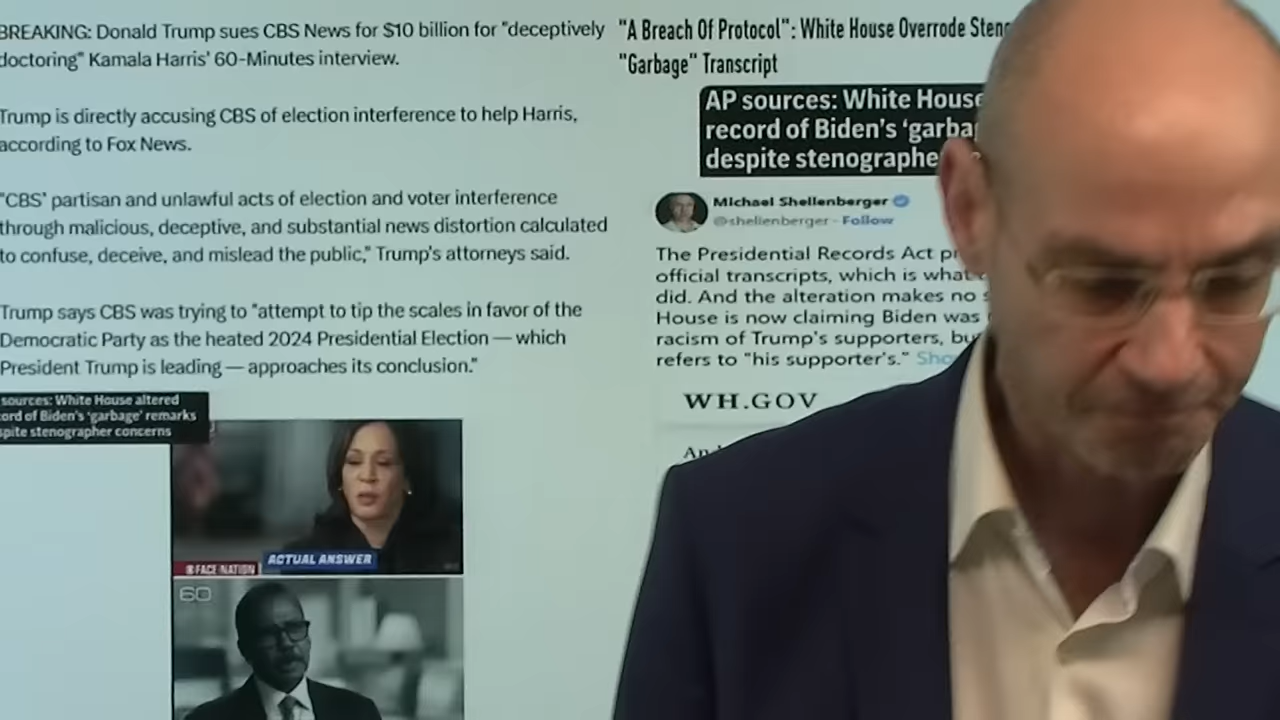 BREAKING: Donald Trump sues CBS News for $10 billion for "deceptively
doctoring" Kamala Harris' 60-Minutes interview.
Trump is directly accusing CBS of election interference to help Harris,
according to Fox News.
"CBS' partisan and unlawful acts of election and voter interference
through malicious, deceptive, and substantial news distortion calculated
to confuse, deceive, and mislead the public," Trump's attorneys said.
Trump says CBS was trying to "attempt to tip the scales in favor of the
Democratic Party as the heated 2024 Presidential Election — which
President Trump is leading — approaches its conclusion."
sources: White House altered
ord of Biden's 'garbage' remarks
spite stenographer concerns
FACE NATION
ACTUAL ANSWER
60
"A Breach Of Protocol": White House Overrode Sten
"Garbage" Transcript
AP sources: White House
record of Biden's 'garba
despite stenographe
Michael Shellenberger
@shellenberger · Follow
The Presidential Records Act p
official transcripts, which is what
did. And the alteration makes no s
House is now claiming Biden was
racism of Trump's supporters, bu
refers to "his supporter's." Sho
WH.GOV
An